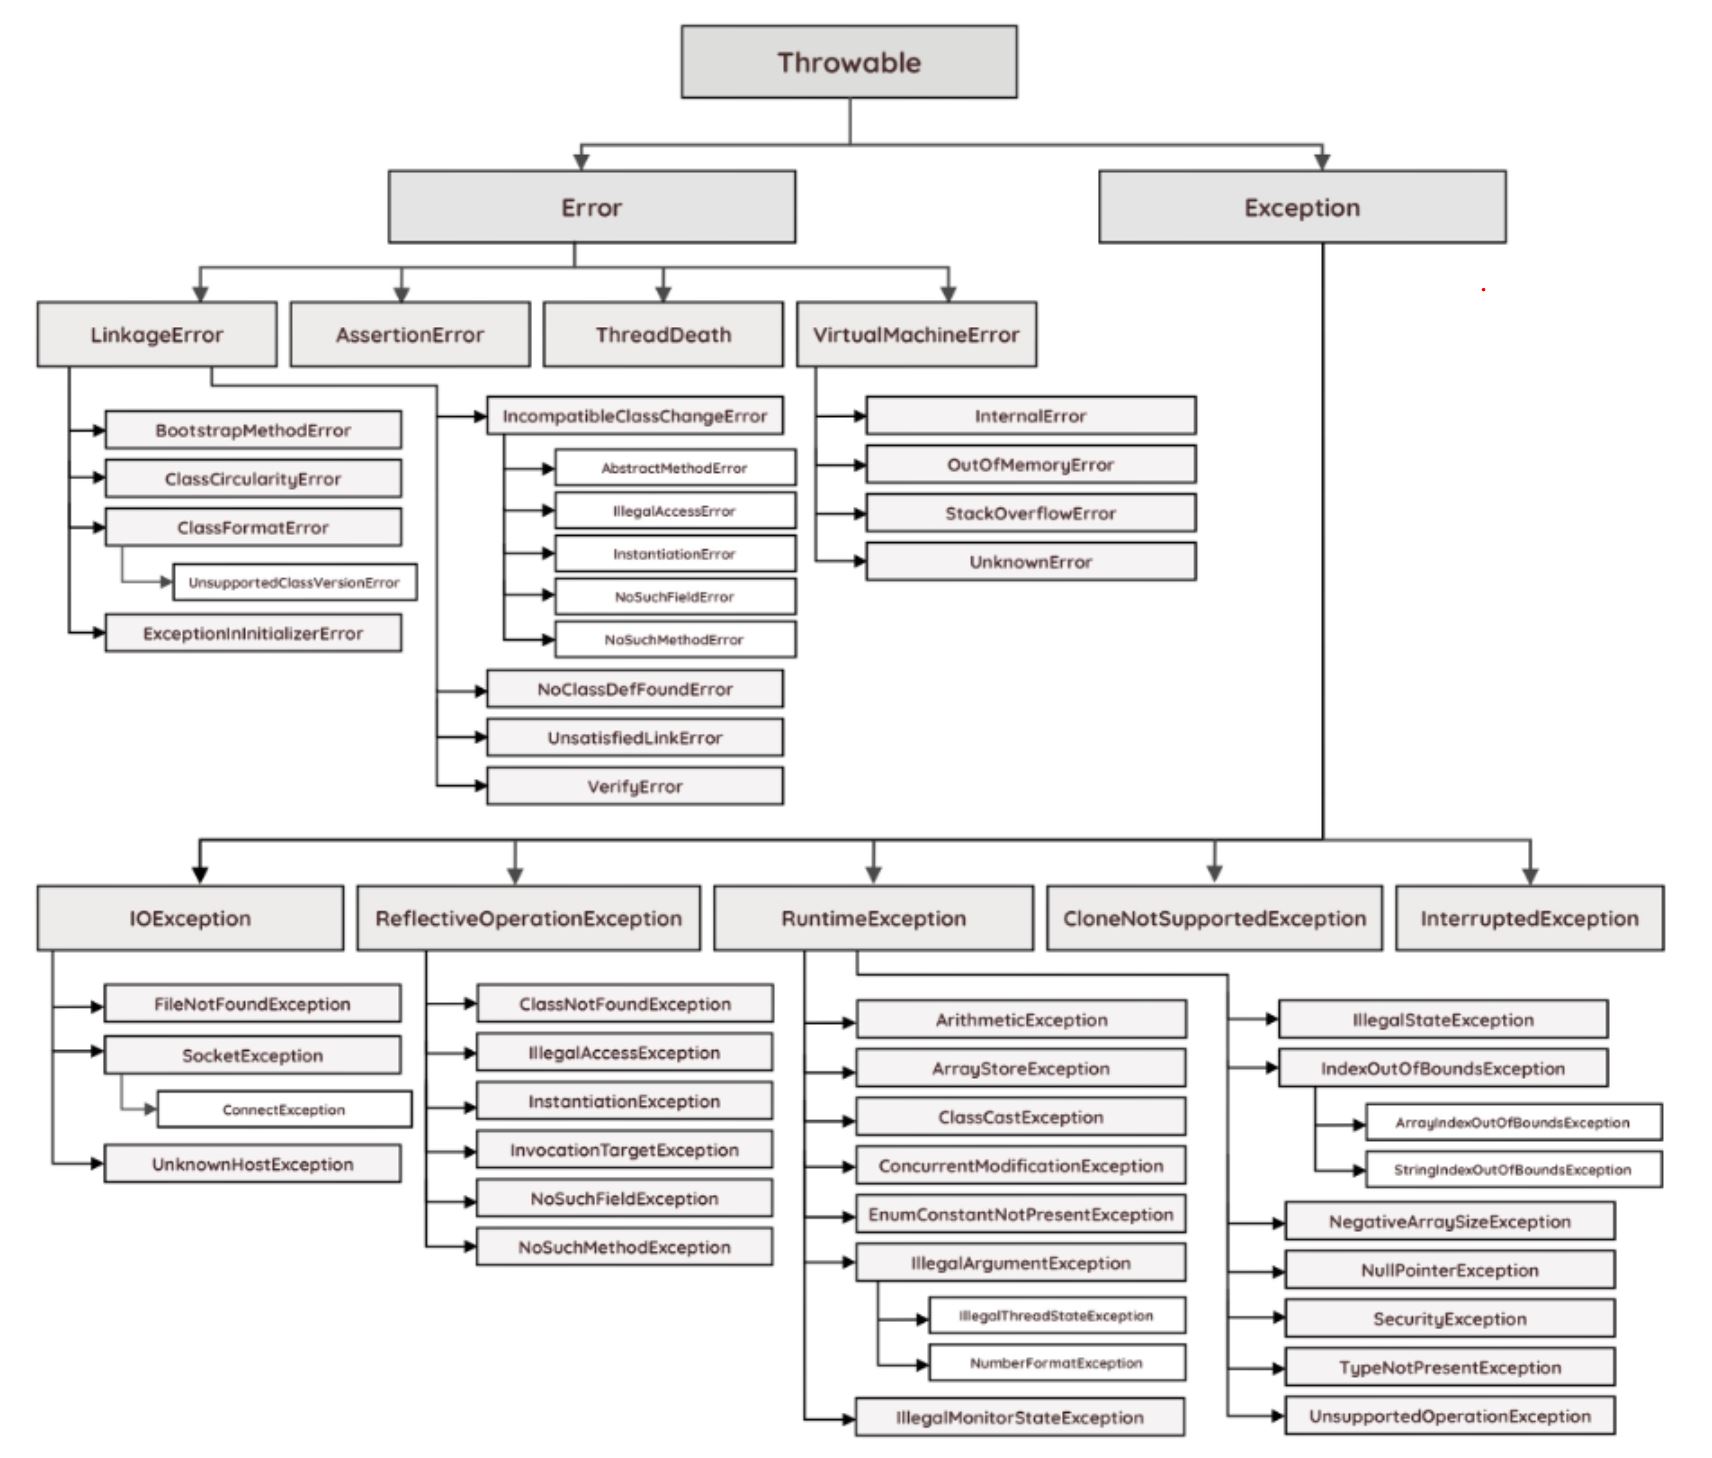 Throwable
Error
Exception
LinkageError
AssertionError
ThreadDeath
VirtualMachineError
BootstrapMethodError
ClassCircularityError
ClassFormatError
UnsupportedClassVersionError
ExceptionInInitializerError
IncompatibleClassChangeError
AbstractMethodError
IllegalAccessError
InstantiationError
NoSuchFieldError
NoSuchMethodError
NoClassDefFoundError
UnsatisfiedLinkError
VerifyError
InternalError
OutOfMemoryError
StackOverflowError
UnknownError
IOException
ReflectiveOperationException
RuntimeException
CloneNotSupportedException
InterruptedException
FileNotFoundException
SocketException
ConnectException
UnknownHostException
ClassNotFoundException
IllegalAccessException
InstantiationException
InvocationTargetException
NoSuchFieldException
NoSuchMethodException
ArithmeticException
ArrayStoreException
ClassCastException
ConcurrentModificationException
EnumConstantNotPresentException
IllegalArgumentException
IllegalThreadStateException
NumberFormatException
IllegalMonitorStateException
IllegalStateException
IndexOutOfBoundsException
ArrayIndexOutOfBoundsException
StringIndexOutOfBoundsException
NegativeArraySizeException
NullPointerException
SecurityException
TypeNotPresentException
UnsupportedOperationException